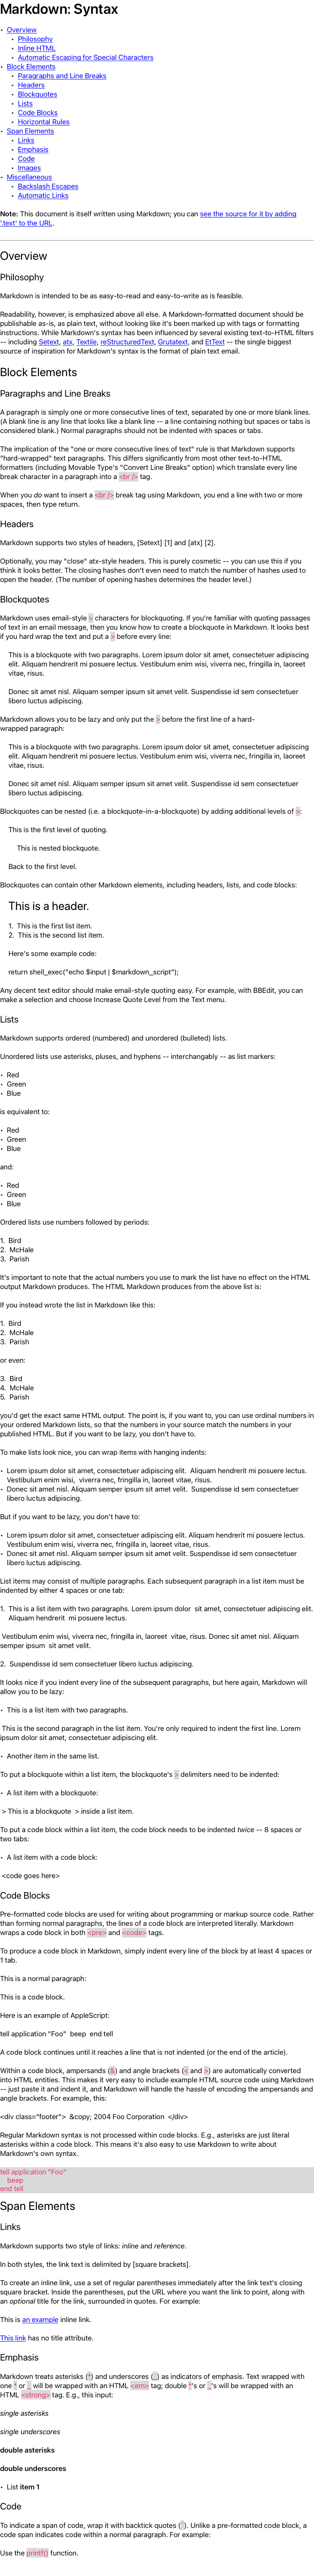 Markdown: Syntax
• Overview
• Philosophy
• Inline HTML
• Automatic Escaping for Special Characters
• Block Elements
• Paragraphs and Line Breaks
• Headers
• Blockquotes
• Lists
• Code Blocks
• Horizontal Rules
• Span Elements
• Links
• Emphasis
• Code
• Images
• Miscellaneous
• Backslash Escapes
• Automatic Links
Note: This document is itself written using Markdown; you can see the source for it by adding
'.text' to the URL.
Overview
Philosophy
Markdown is intended to be as easy-to-read and easy-to-write as is feasible.
Readability, however, is emphasized above all else. A Markdown-formatted document should be
publishable as-is, as plain text, without looking like it's been marked up with tags or formatting
instructions. While Markdown's syntax has been influenced by several existing text-to-HTML filters
-- including Setext, atx, Textile, reStructuredText, Grutatext, and EtText -- the single biggest
source of inspiration for Markdown's syntax is the format of plain text email.
Block Elements
Paragraphs and Line Breaks
A paragraph is simply one or more consecutive lines of text, separated by one or more blank lines.
(A blank line is any line that looks like a blank line -- a line containing nothing but spaces or tabs is
considered blank.) Normal paragraphs should not be indented with spaces or tabs.
The implication of the "one or more consecutive lines of text" rule is that Markdown supports
"hard-wrapped" text paragraphs. This differs significantly from most other text-to-HTML
formatters (including Movable Type's "Convert Line Breaks" option) which translate every line
break character in a paragraph into a <br /> tag.
When you do want to insert a <br /> break tag using Markdown, you end a line with two or more
spaces, then type return.
Headers
Markdown supports two styles of headers, [Setext] [1] and [atx] [2].
Optionally, you may "close" atx-style headers. This is purely cosmetic -- you can use this if you
think it looks better. The closing hashes don't even need to match the number of hashes used to
open the header. (The number of opening hashes determines the header level.)
Blockquotes
Markdown uses email-style > characters for blockquoting. If you're familiar with quoting passages
of text in an email message, then you know how to create a blockquote in Markdown. It looks best
if you hard wrap the text and put a > before every line:
This is a blockquote with two paragraphs. Lorem ipsum dolor sit amet, consectetuer adipiscing
elit. Aliquam hendrerit mi posuere lectus. Vestibulum enim wisi, viverra nec, fringilla in, laoreet
vitae, risus.
Donec sit amet nisl. Aliquam semper ipsum sit amet velit. Suspendisse id sem consectetuer
libero luctus adipiscing.
Markdown allows you to be lazy and only put the > before the first line of a hard-
wrapped paragraph:
This is a blockquote with two paragraphs. Lorem ipsum dolor sit amet, consectetuer adipiscing
elit. Aliquam hendrerit mi posuere lectus. Vestibulum enim wisi, viverra nec, fringilla in, laoreet
vitae, risus.
Donec sit amet nisl. Aliquam semper ipsum sit amet velit. Suspendisse id sem consectetuer
libero luctus adipiscing.
Blockquotes can be nested (i.e. a blockquote-in-a-blockquote) by adding additional levels of >:
This is the first level of quoting.
This is nested blockquote.
Back to the first level.
Blockquotes can contain other Markdown elements, including headers, lists, and code blocks:
This is a header.
1. This is the first list item.
2. This is the second list item.
Here's some example code:
return shell_exec("echo $input | $markdown_script");
Any decent text editor should make email-style quoting easy. For example, with BBEdit, you can
make a selection and choose Increase Quote Level from the Text menu.
Lists
Markdown supports ordered (numbered) and unordered (bulleted) lists.
Unordered lists use asterisks, pluses, and hyphens -- interchangably -- as list markers:
• Red
• Green
• Blue
is equivalent to:
• Red
• Green
• Blue
and:
• Red
• Green
• Blue
Ordered lists use numbers followed by periods:
1. Bird
2. McHale
3. Parish
It's important to note that the actual numbers you use to mark the list have no effect on the HTML
output Markdown produces. The HTML Markdown produces from the above list is:
If you instead wrote the list in Markdown like this:
1. Bird
2. McHale
3. Parish
or even:
3. Bird
4. McHale
5. Parish
you'd get the exact same HTML output. The point is, if you want to, you can use ordinal numbers in
your ordered Markdown lists, so that the numbers in your source match the numbers in your
published HTML. But if you want to be lazy, you don't have to.
To make lists look nice, you can wrap items with hanging indents:
• Lorem ipsum dolor sit amet, consectetuer adipiscing elit. Aliquam hendrerit mi posuere lectus.
Vestibulum enim wisi, viverra nec, fringilla in, laoreet vitae, risus.
• Donec sit amet nisl. Aliquam semper ipsum sit amet velit. Suspendisse id sem consectetuer
libero luctus adipiscing.
But if you want to be lazy, you don't have to:
• Lorem ipsum dolor sit amet, consectetuer adipiscing elit. Aliquam hendrerit mi posuere lectus.
Vestibulum enim wisi, viverra nec, fringilla in, laoreet vitae, risus.
• Donec sit amet nisl. Aliquam semper ipsum sit amet velit. Suspendisse id sem consectetuer
libero luctus adipiscing.
List items may consist of multiple paragraphs. Each subsequent paragraph in a list item must be
indented by either 4 spaces or one tab:
1. This is a list item with two paragraphs. Lorem ipsum dolor sit amet, consectetuer adipiscing elit.
Aliquam hendrerit mi posuere lectus.
Vestibulum enim wisi, viverra nec, fringilla in, laoreet vitae, risus. Donec sit amet nisl. Aliquam
semper ipsum sit amet velit.
2. Suspendisse id sem consectetuer libero luctus adipiscing.
It looks nice if you indent every line of the subsequent paragraphs, but here again, Markdown will
allow you to be lazy:
• This is a list item with two paragraphs.
This is the second paragraph in the list item. You're only required to indent the first line. Lorem
ipsum dolor sit amet, consectetuer adipiscing elit.
• Another item in the same list.
To put a blockquote within a list item, the blockquote's > delimiters need to be indented:
• A list item with a blockquote:
> This is a blockquote > inside a list item.
To put a code block within a list item, the code block needs to be indented twice -- 8 spaces or
two tabs:
• A list item with a code block:
<code goes here>
Code Blocks
Pre-formatted code blocks are used for writing about programming or markup source code. Rather
than forming normal paragraphs, the lines of a code block are interpreted literally. Markdown
wraps a code block in both <pre> and <code> tags.
To produce a code block in Markdown, simply indent every line of the block by at least 4 spaces or
1 tab.
This is a normal paragraph:
This is a code block.
Here is an example of AppleScript:
tell application "Foo" beep end tell
A code block continues until it reaches a line that is not indented (or the end of the article).
Within a code block, ampersands (&) and angle brackets (< and >) are automatically converted
into HTML entities. This makes it very easy to include example HTML source code using Markdown
-- just paste it and indent it, and Markdown will handle the hassle of encoding the ampersands and
angle brackets. For example, this:
<div class="footer"> &copy; 2004 Foo Corporation </div>
Regular Markdown syntax is not processed within code blocks. E.g., asterisks are just literal
asterisks within a code block. This means it's also easy to use Markdown to write about
Markdown's own syntax.
tell application "Foo"
beep
end tell
Span Elements
Links
Markdown supports two style of links: inline and reference.
In both styles, the link text is delimited by [square brackets].
To create an inline link, use a set of regular parentheses immediately after the link text's closing
square bracket. Inside the parentheses, put the URL where you want the link to point, along with
an optional title for the link, surrounded in quotes. For example:
This is an example inline link.
This link has no title attribute.
Emphasis
Markdown treats asterisks (*) and underscores (_) as indicators of emphasis. Text wrapped with
one * or _ will be wrapped with an HTML <em> tag; double *'s or _'s will be wrapped with an
HTML <strong> tag. E.g., this input:
single asterisks
single underscores
double asterisks
double underscores
• List item 1
Code
To indicate a span of code, wrap it with backtick quotes (`). Unlike a pre-formatted code block, a
code span indicates code within a normal paragraph. For example:
Use the printf() function.